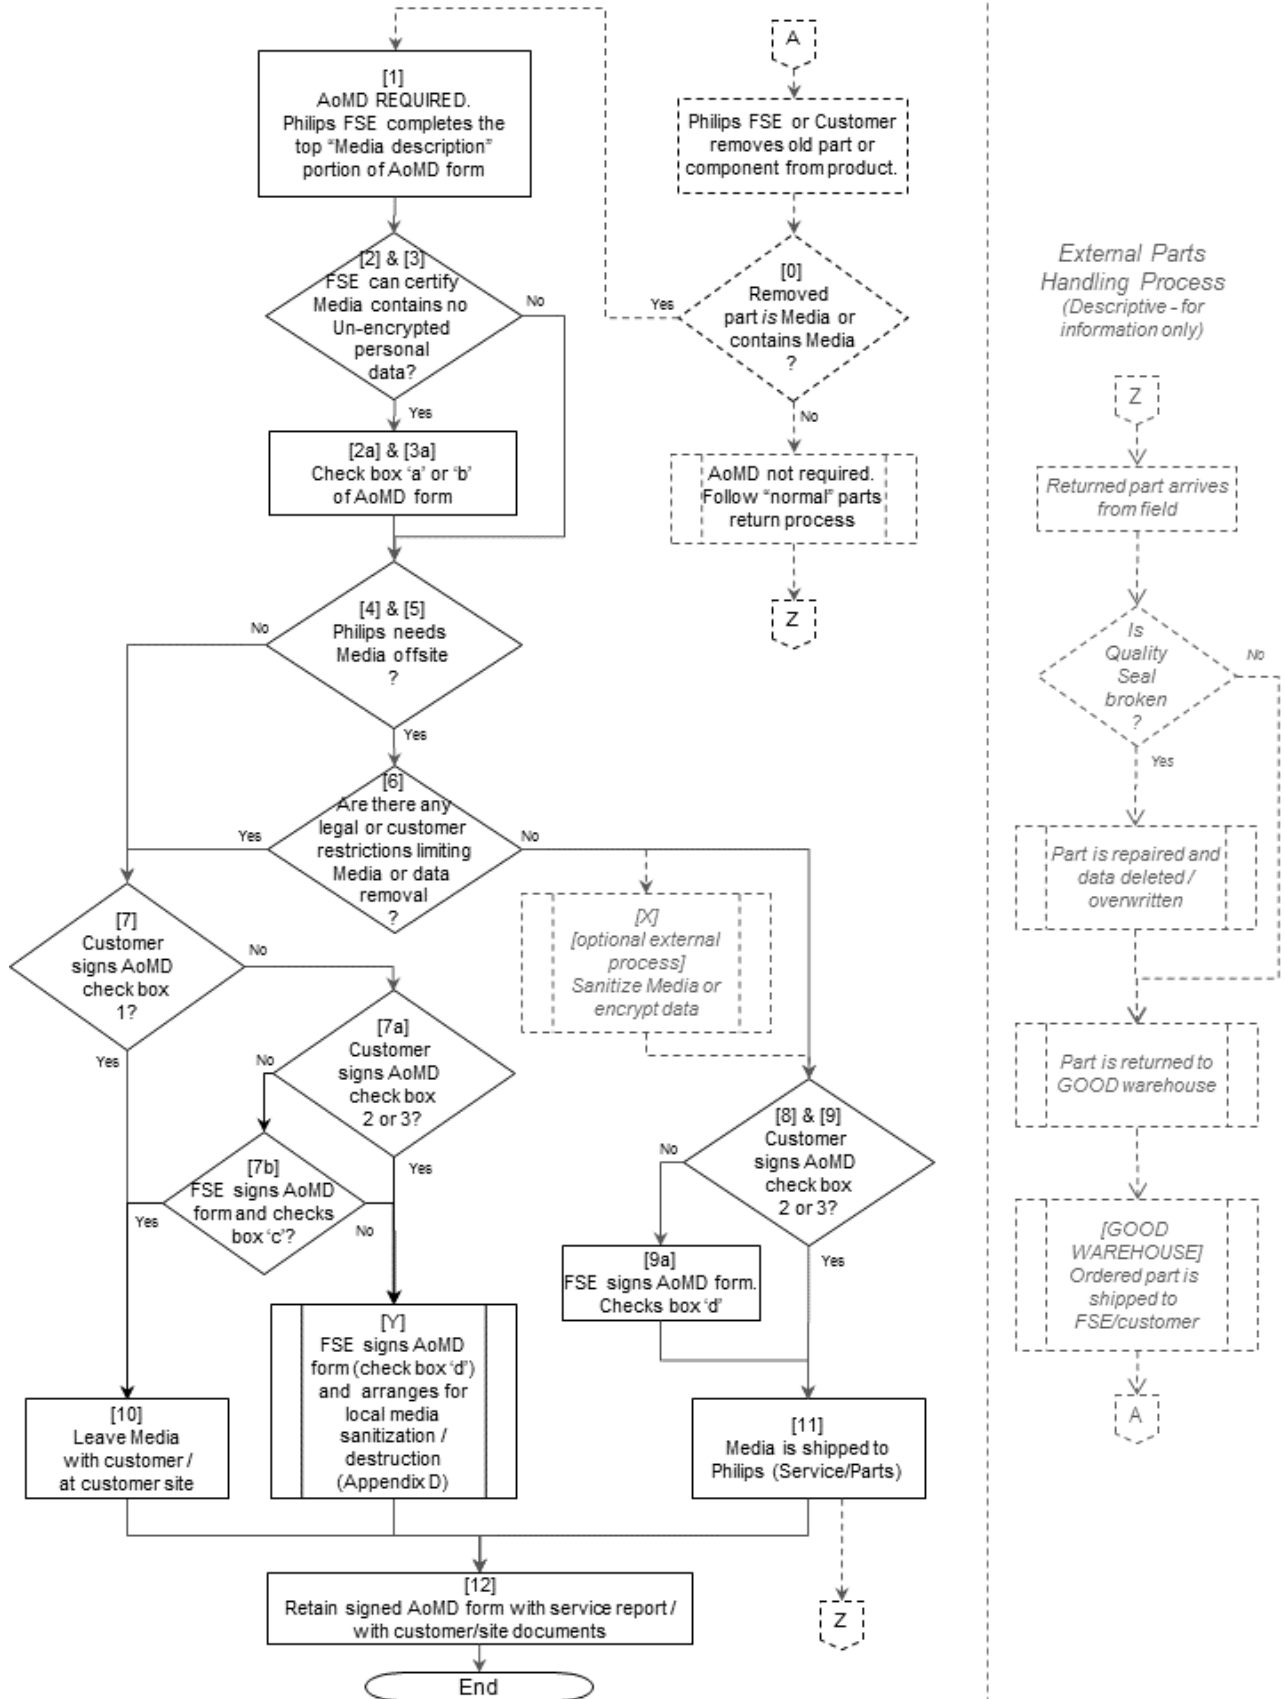 A
[1]
AoMD REQUIRED.
Philips FSE completes the
top “Media description”
portion of AoMD form
Philips FSE or Customer
removes old part or
component from product.
[2] & [3]
FSE can certify
Media contains no
Un-encrypted
personal
data?
No
Yes
Yes
[0]
Removed
part is Media or
contains Media
?
No
[2a] & [3a]
Check box ‘a’ or ‘b’
of AoMD form
AoMD not required.
Follow “normal” parts
return process
Z
[4] & [5]
Philips needs
Media offsite
?
No
Yes
[6]
Are there any
legal or customer
restrictions limiting
Media or data
removal
?
Yes
No
[X]
[optional external
process]
Sanitize Media or
encrypt data
[7]
Customer
signs AoMD
check box
1?
No
Yes
[7a]
Customer
signs AoMD
check box
2 or 3?
No
Yes
[7b]
FSE signs AoMD
form and checks
box ‘c’?
Yes
No
[8] & [9]
Customer
signs AoMD
check box
2 or 3?
No
Yes
[9a]
FSE signs AoMD form.
Checks box ‘d’
[Y]
FSE signs AoMD
form (check box ‘d’)
and arranges for
local media
sanitization /
destruction
(Appendix D)
[10]
Leave Media
with customer /
at customer site
[11]
Media is shipped to
Philips (Service/Parts)
Z
[12]
Retain signed AoMD form with service report /
with customer/site documents
End
External Parts
Handling Process
(Descriptive - for
information only)
Z
Returned part arrives
from field
Is
Quality
Seal
broken
?
No
Yes
Part is repaired and
data deleted /
overwritten
Part is returned to
GOOD warehouse
[GOOD
WAREHOUSE]
Ordered part is
shipped to
FSE/customer
A